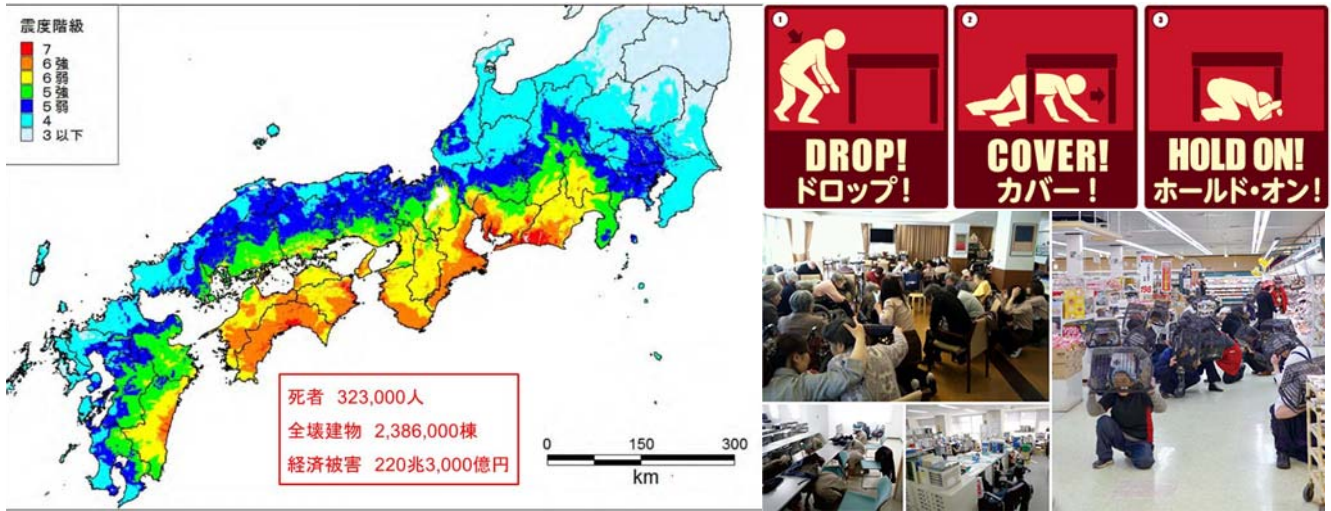 震度階級
7
6強
6弱
5強
5弱
4
3以下
死者 323,000人
全壊建物 2,386,000棟
経済被害 220兆3,000億円
0 150 300
km
1
DROP!
ドロップ!
2
COVER!
カバー!
3
HOLD ON!
ホールド・オン!